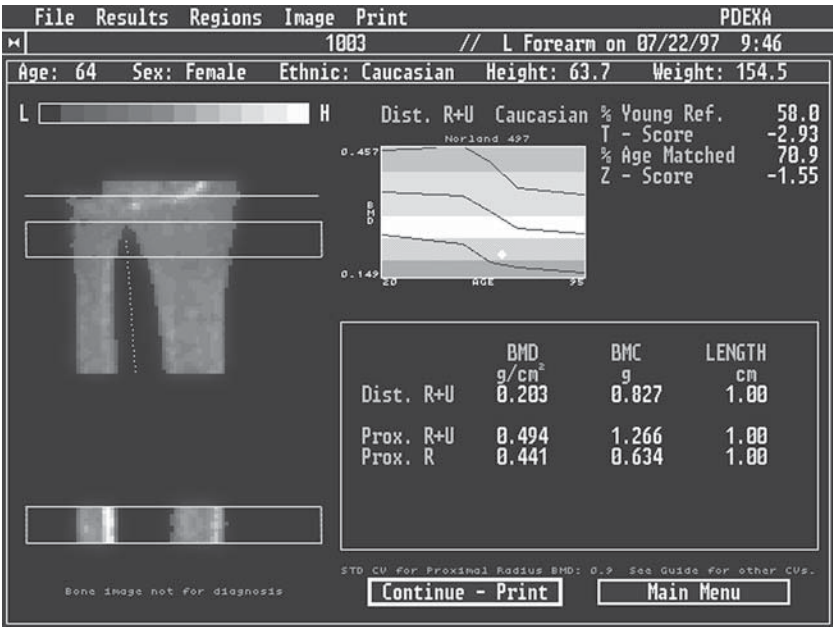 File Results Regions Image Print PDEXA
1003 // L Forearm on 07/22/97 9:46
Age: 64 Sex: Female Ethnic: Caucasian Height: 63.7 Weight: 154.5
L H
Dist. R+U Caucasian
Norland 497
0.457
BMD
0.149
20 AGE 95
% Young Ref. 58.0
T - Score -2.93
% Age Matched 70.9
Z - Score -1.55
BMD BMC LENGTH
g/cm² g cm
Dist. R+U 0.203 0.827 1.00
Prox. R+U 0.494 1.266 1.00
Prox. R 0.441 0.634 1.00
STD CV for Proximal Radius BMD: 0.9 See Guide for other CVs.
Bone image not for diagnosis
Continue - Print Main Menu